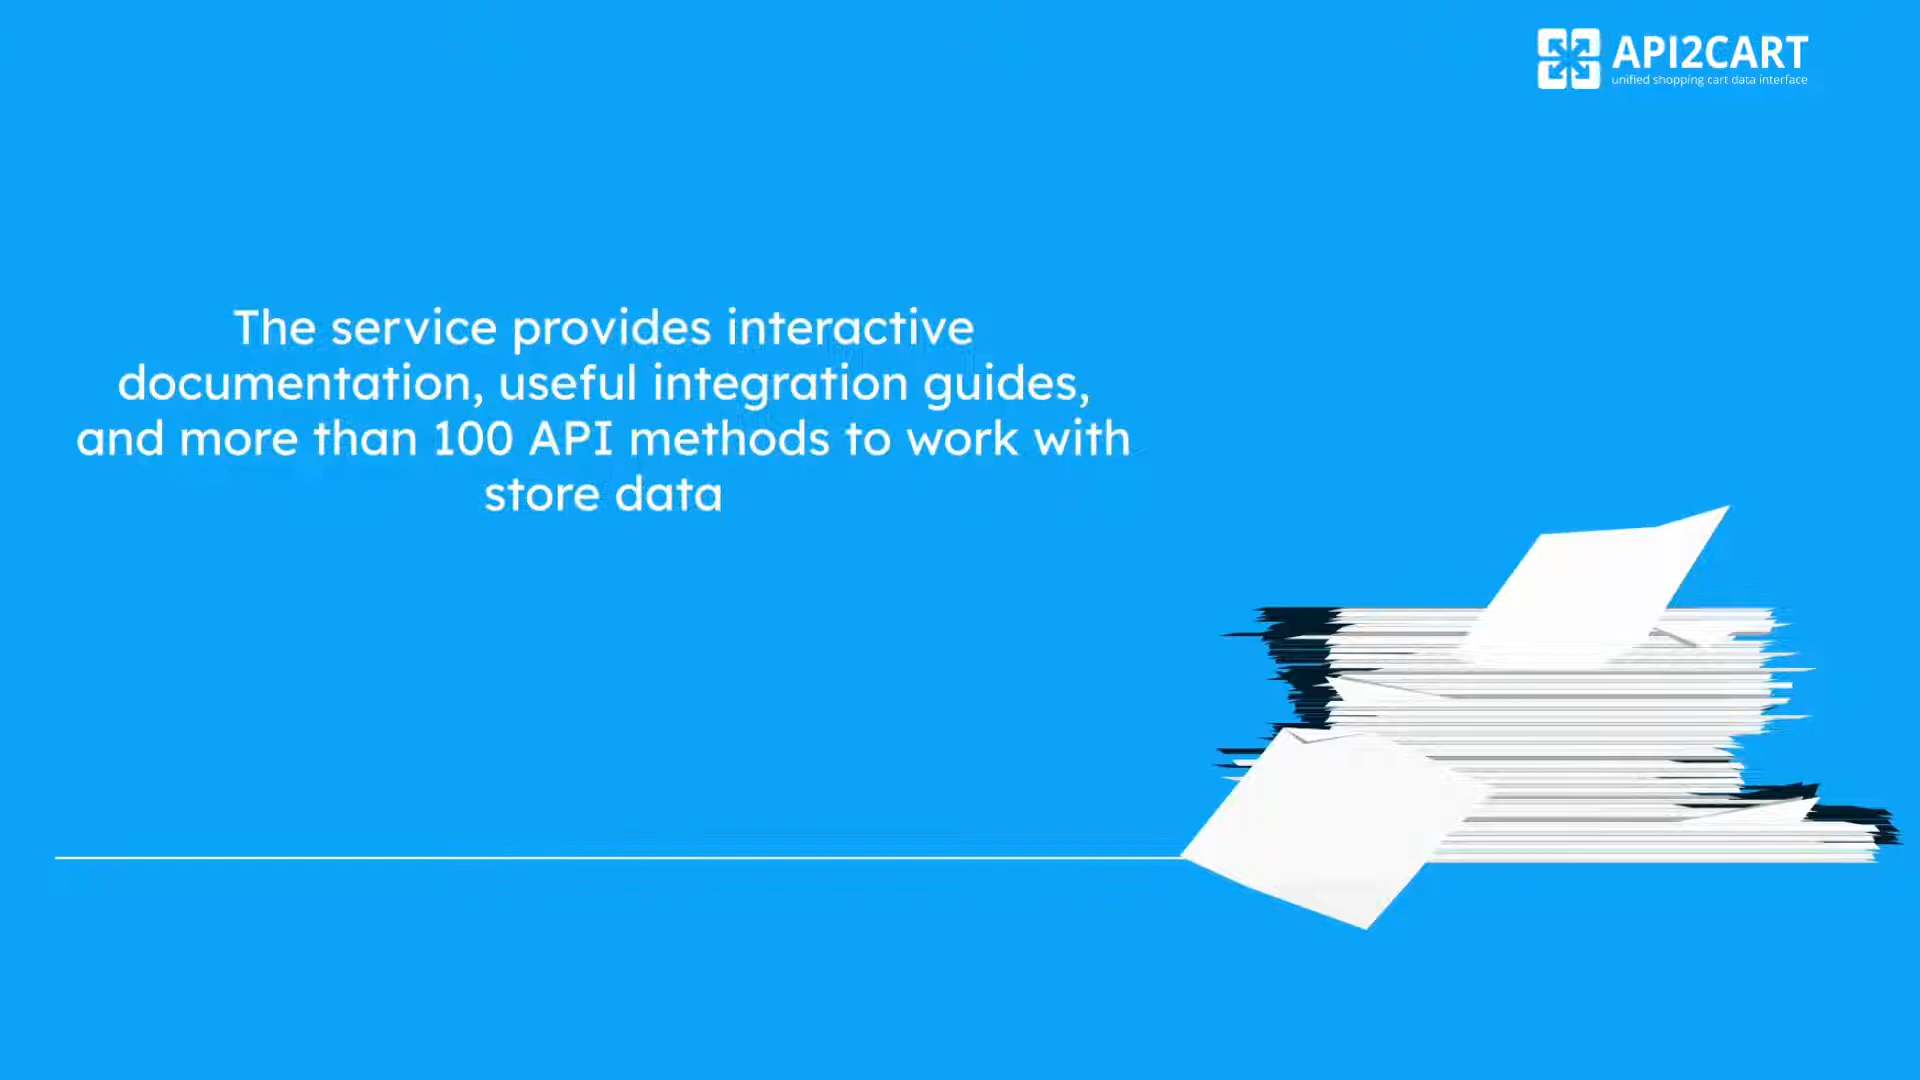 API2CART
unified shopping cart data interface
The service provides interactive
documentation, useful integration guides,
and more than 100 API methods to work with
store data